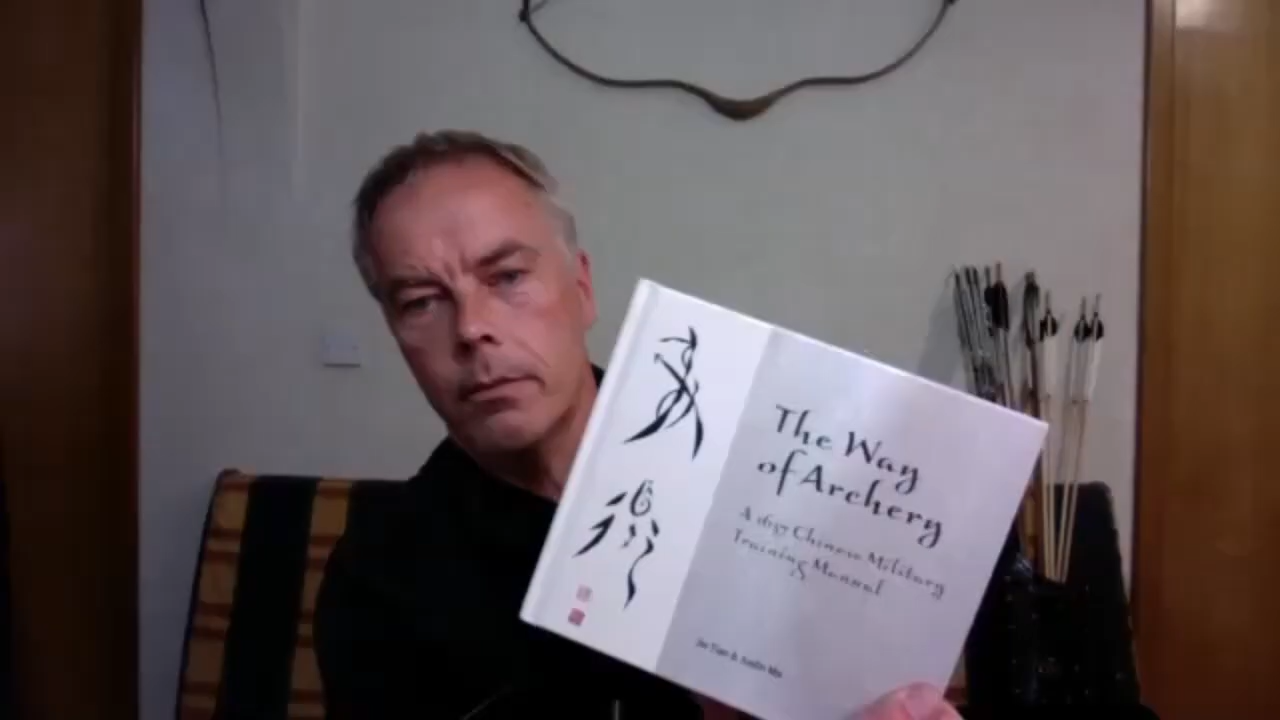 The Way
of Archery
A 1637 Chinese Military
Training Manual
Jie Tian & Justin Ma